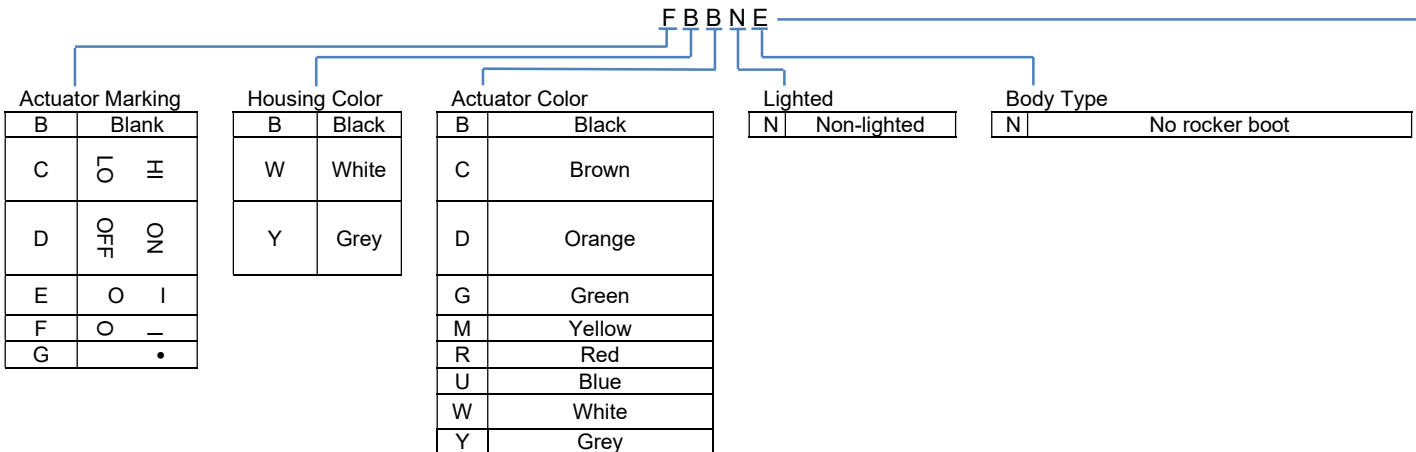 F B B N E
Actuator Marking
B Blank
C LO HI
D OFF ON
E O I
F O I
G •
Housing Color
B Black
W White
Y Grey
Actuator Color
B Black
C Brown
D Orange
G Green
M Yellow
R Red
U Blue
W White
Y Grey
Lighted
N Non-lighted
Body Type
N No rocker boot